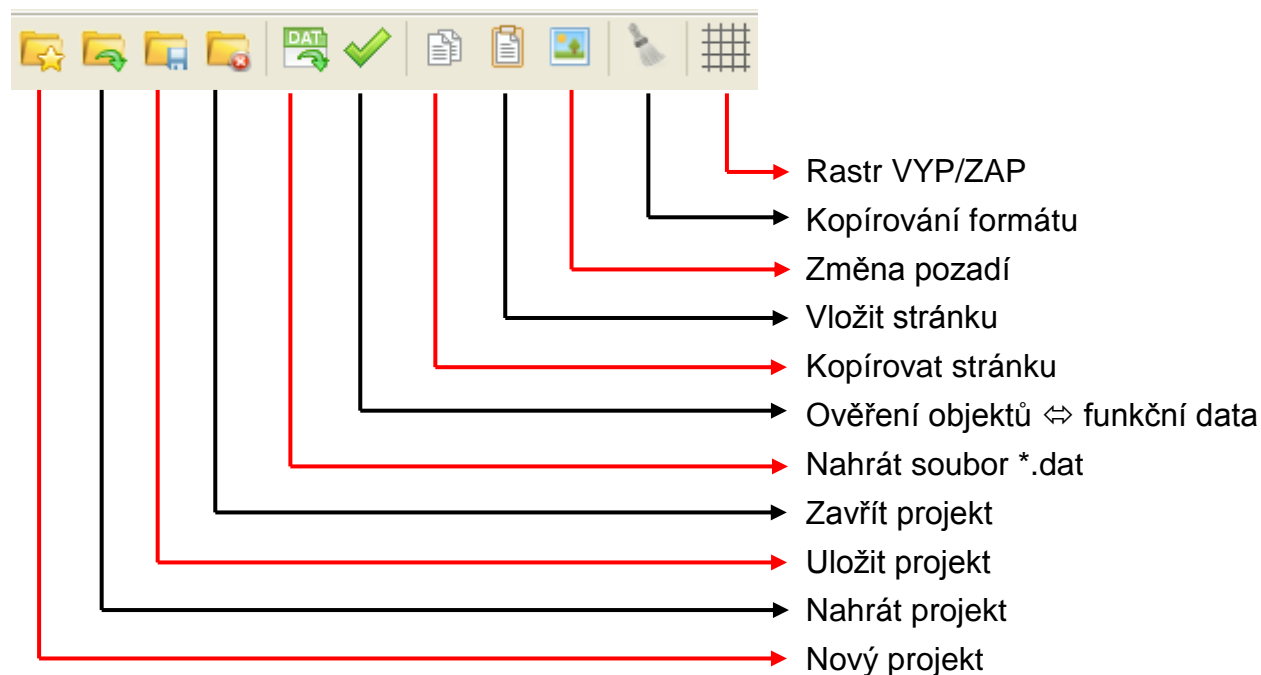 DAT
Rastr VYP/ZAP
Kopírování formátu
Změna pozadí
Vložit stránku
Kopírovat stránku
Ověření objektů ⬄ funkční data
Nahrát soubor *.dat
Zavřít projekt
Uložit projekt
Nahrát projekt
Nový projekt